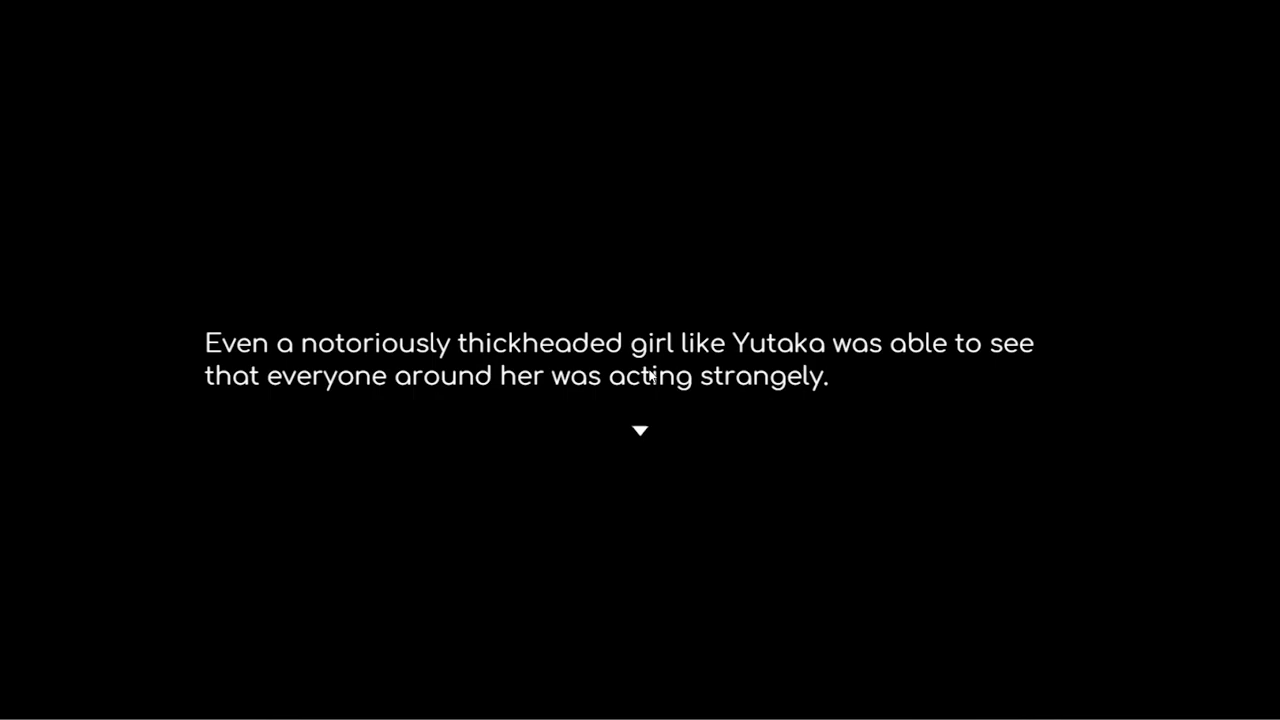 Even a notoriously thickheaded girl like Yutaka was able to see
that everyone around her was acting strangely.